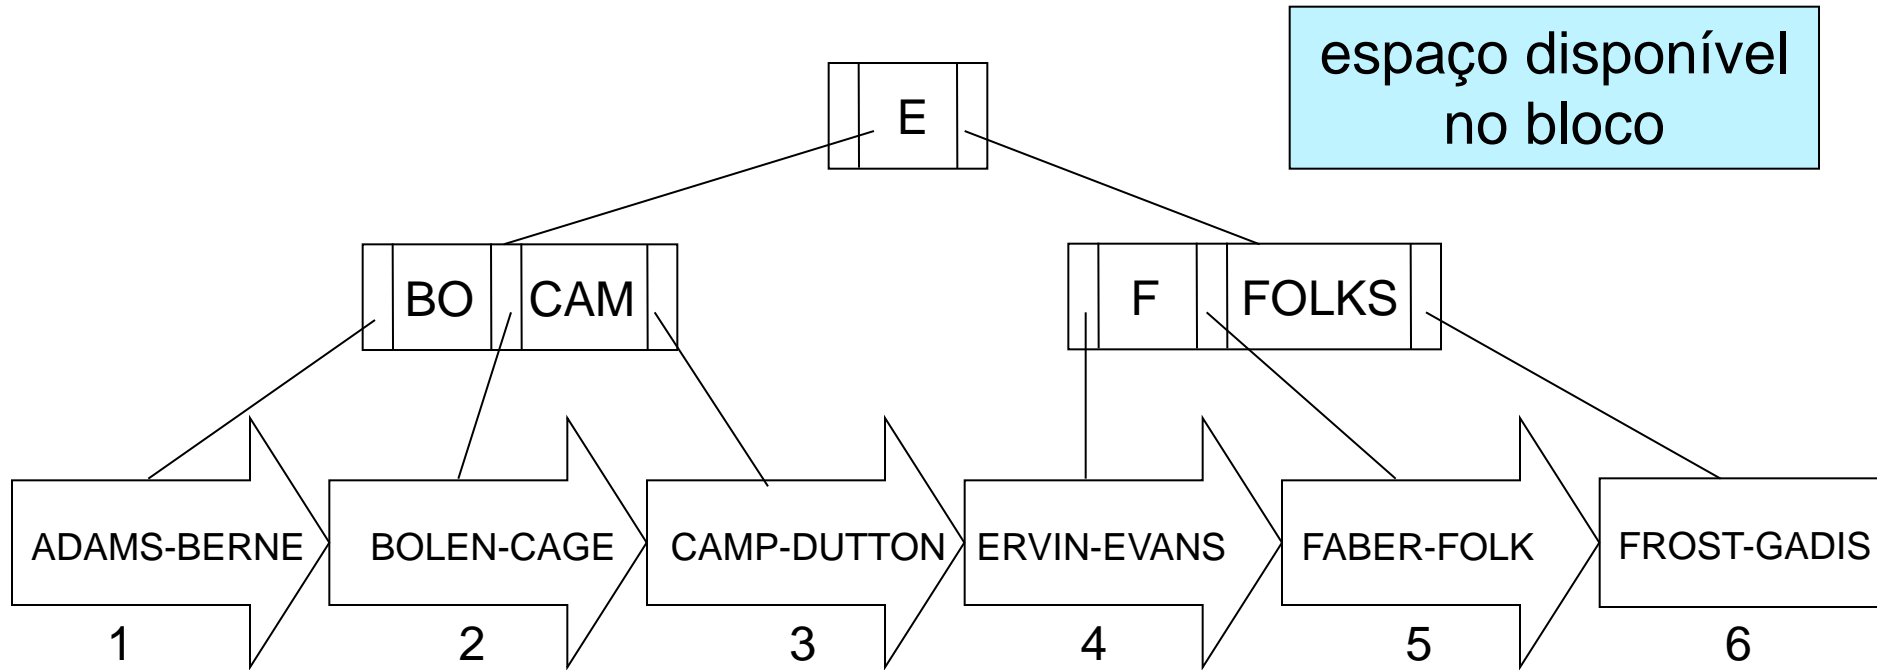 espaço disponível
no bloco
E
BO CAM
F FOLKS
ADAMS-BERNE
BOLEN-CAGE
CAMP-DUTTON
ERVIN-EVANS
FABER-FOLK
FROST-GADIS
1
2
3
4
5
6